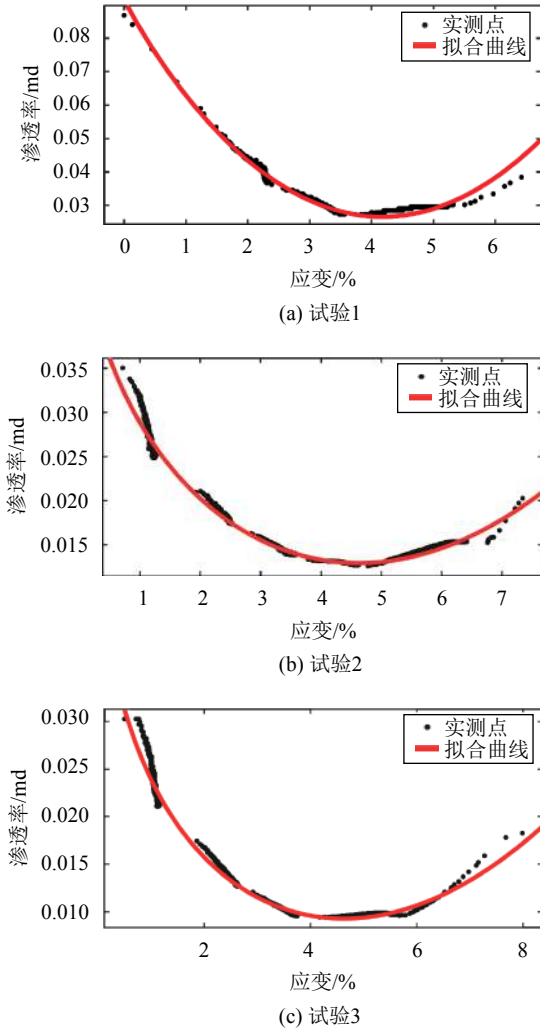 0.08
0.07
0.06
0.05
0.04
0.03
渗透率/md
实测点
拟合曲线
0 1 2 3 4 5 6
应变/%
(a) 试验1
0.035
0.030
0.025
0.020
0.015
渗透率/md
实测点
拟合曲线
1 2 3 4 5 6 7
应变/%
(b) 试验2
0.030
0.025
0.020
0.015
0.010
渗透率/md
实测点
拟合曲线
2 4 6 8
应变/%
(c) 试验3